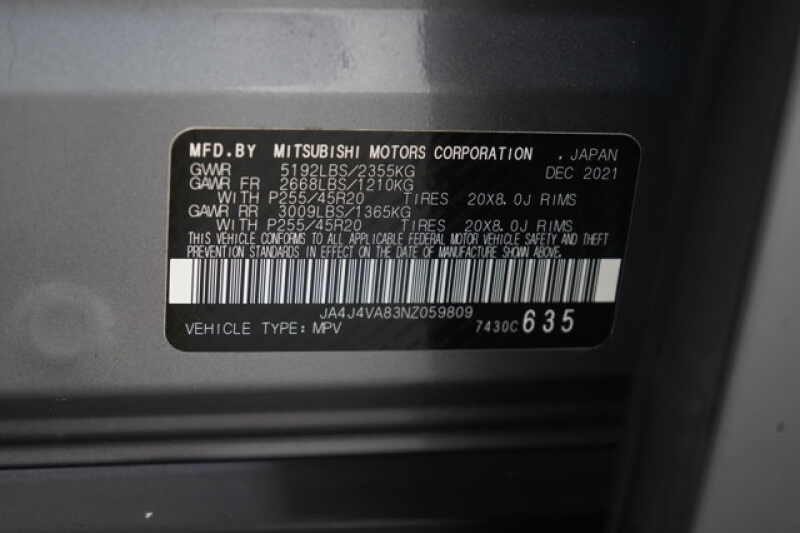 MFD.BY MITSUBISHI MOTORS CORPORATION . JAPAN
GVWR 5192LBS/2355KG DEC 2021
GAWR FR 2668LBS/1210KG
WITH P255/45R20 TIRES 20X8.0J RIMS
GAWR RR 3009LBS/1365KG
WITH P255/45R20 TIRES 20X8.0J RIMS
THIS VEHICLE CONFORMS TO ALL APPLICABLE FEDERAL MOTOR VEHICLE SAFETY AND THEFT
PREVENTION STANDARDS IN EFFECT ON THE DATE OF MANUFACTURE SHOWN ABOVE.
JA4J4VA83NZ059809
VEHICLE TYPE: MPV 7430C 635